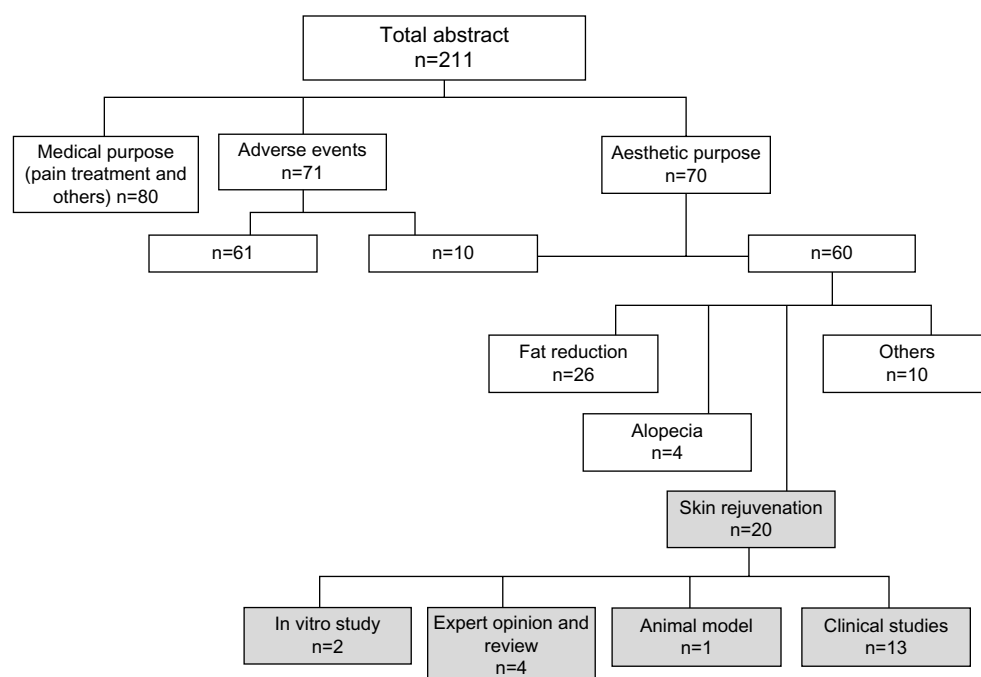 Total abstract
n=211
Medical purpose
(pain treatment and
others) n=80
Adverse events
n=71
Aesthetic purpose
n=70
n=61
n=10
n=60
Fat reduction
n=26
Others
n=10
Alopecia
n=4
Skin rejuvenation
n=20
In vitro study
n=2
Expert opinion and
review
n=4
Animal model
n=1
Clinical studies
n=13